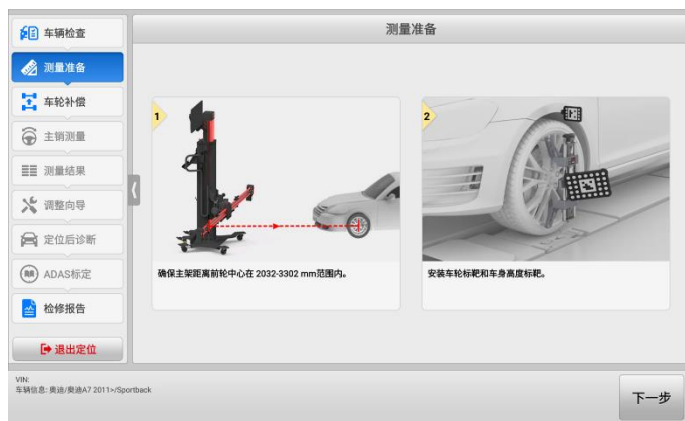 车辆检查
测量准备
车轮补偿
主销测量
测量结果
调整向导
定位后诊断
ADAS标定
检修报告
退出定位
测量准备
1
确保主架距离前轮中心在 2032-3302 mm范围内。
2
安装车轮标靶和车身高度标靶。
VIN:
车辆信息: 奥迪/奥迪A7 2011>/Sportback
下一步